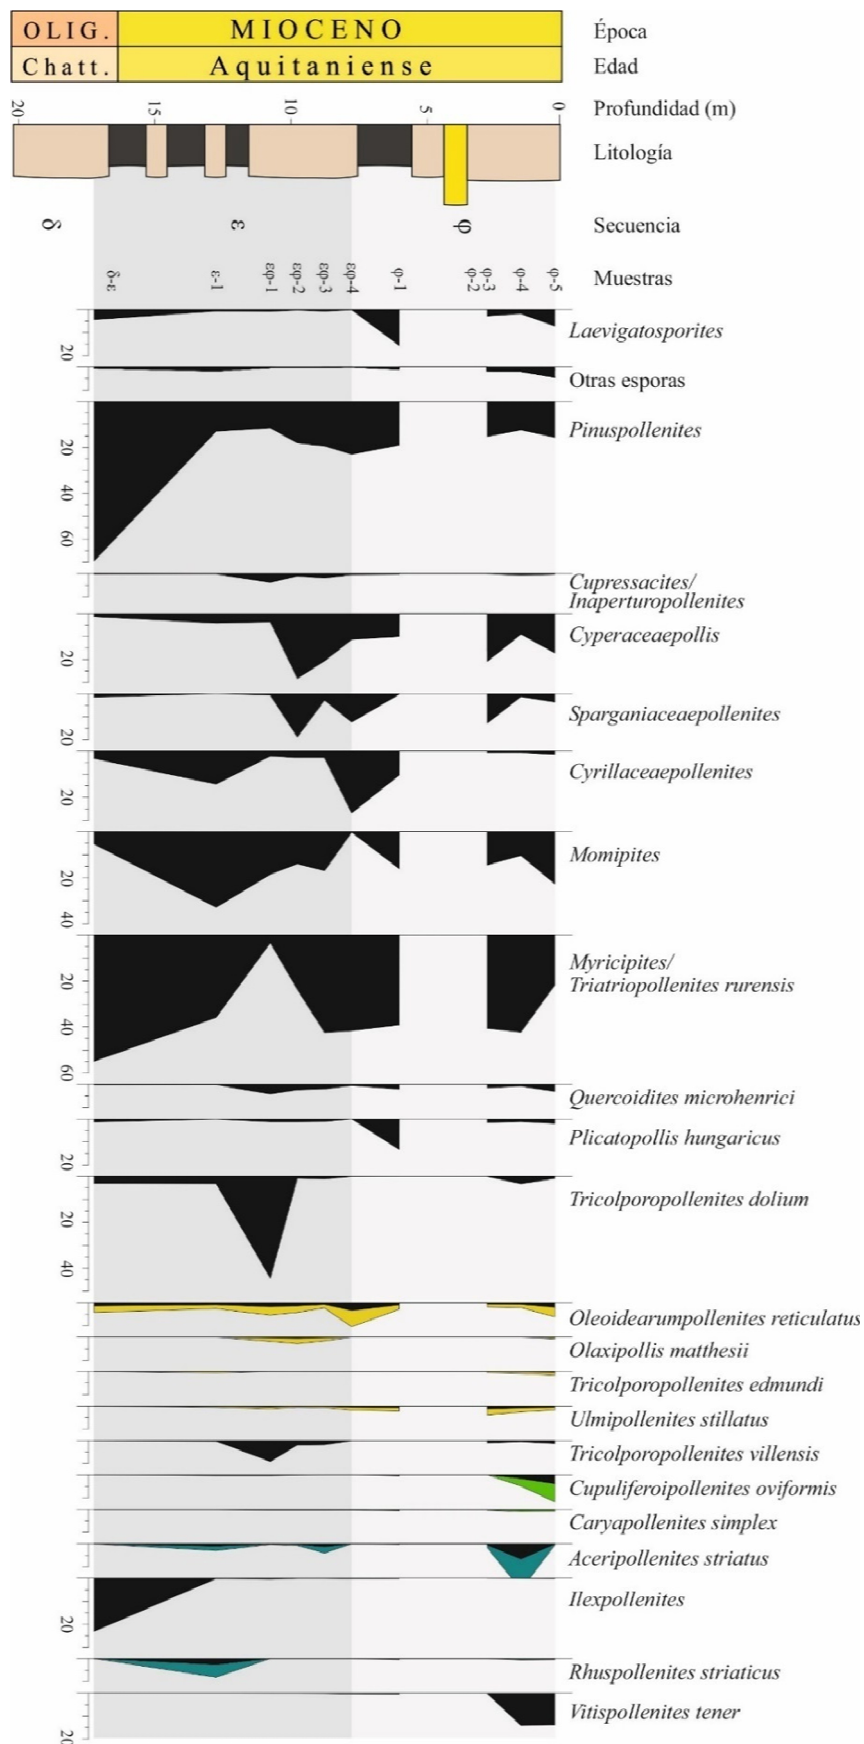 OLIG. MIOCENO Época
Chatt. Aquitaniense Edad
20 15 10 5 0 Profundidad (m)
Litología
δ ε φ Secuencia
δ-ε ε-1 εφ-1 εφ-2 εφ-3 εφ-4 φ-1 φ-2 φ-3 φ-4 φ-5 Muestras
20 Laevigatosporites
Otras esporas
Pinuspollenites
20
40
60
Cupressacites/
Inaperturopollenites
Cyperaceaepollis
20
Sparganiaceaepollenites
20
Cyrillaceaepollenites
20
Momipites
20
40
Myricipites/
20 Triatriopollenites rurensis
40
60
Quercoidites microhenrici
Plicatopollis hungaricus
20
Tricolporopollenites dolium
20
40
Oleoidearumpollenites reticulatus
Olaxipollis matthesii
Tricolporopollenites edmundi
Ulmipollenites stillatus
Tricolporopollenites villensis
Cupuliferoipollenites oviformis
Caryapollenites simplex
Aceripollenites striatus
Ilexpollenites
20
Rhuspollenites striaticus
Vitispollenites tener
20